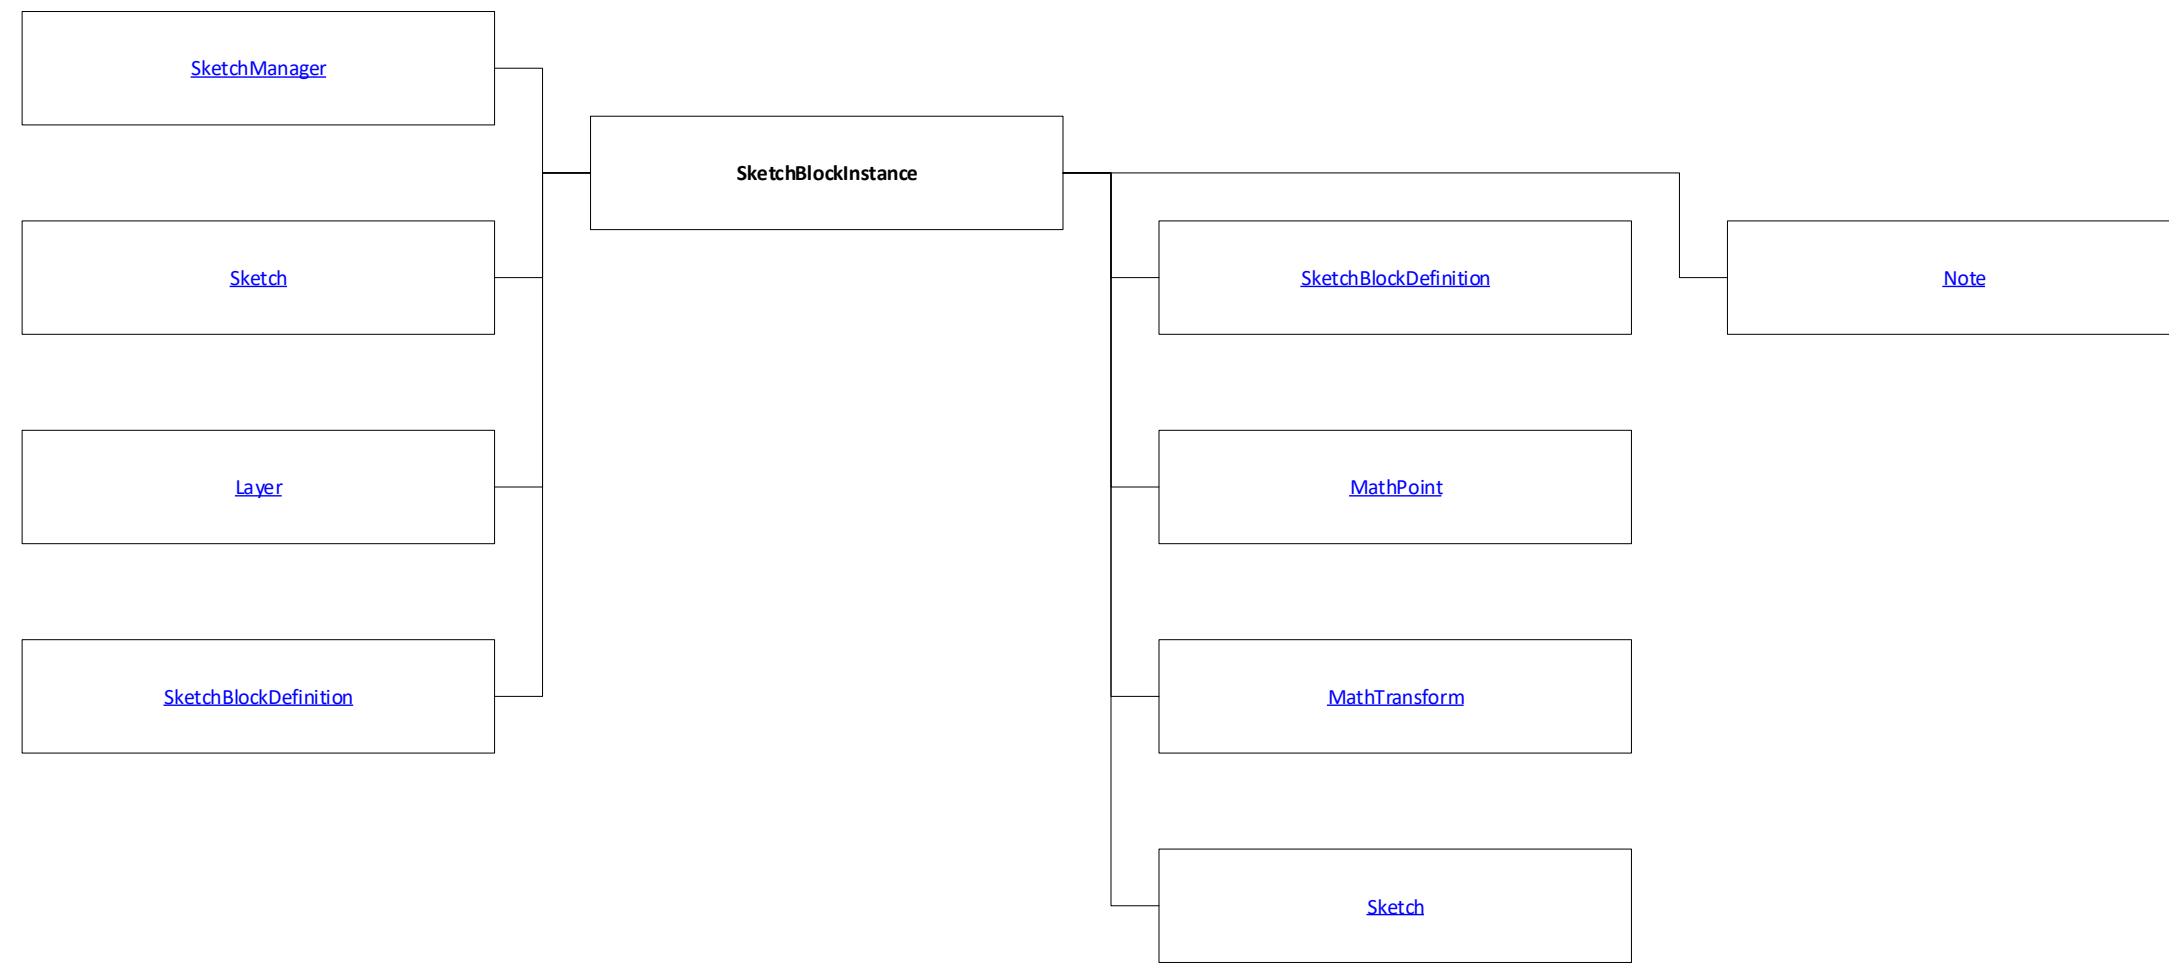 SketchManager
SketchBlockInstance
Sketch
SketchBlockDefinition
Note
Layer
MathPoint
SketchBlockDefinition
MathTransform
Sketch